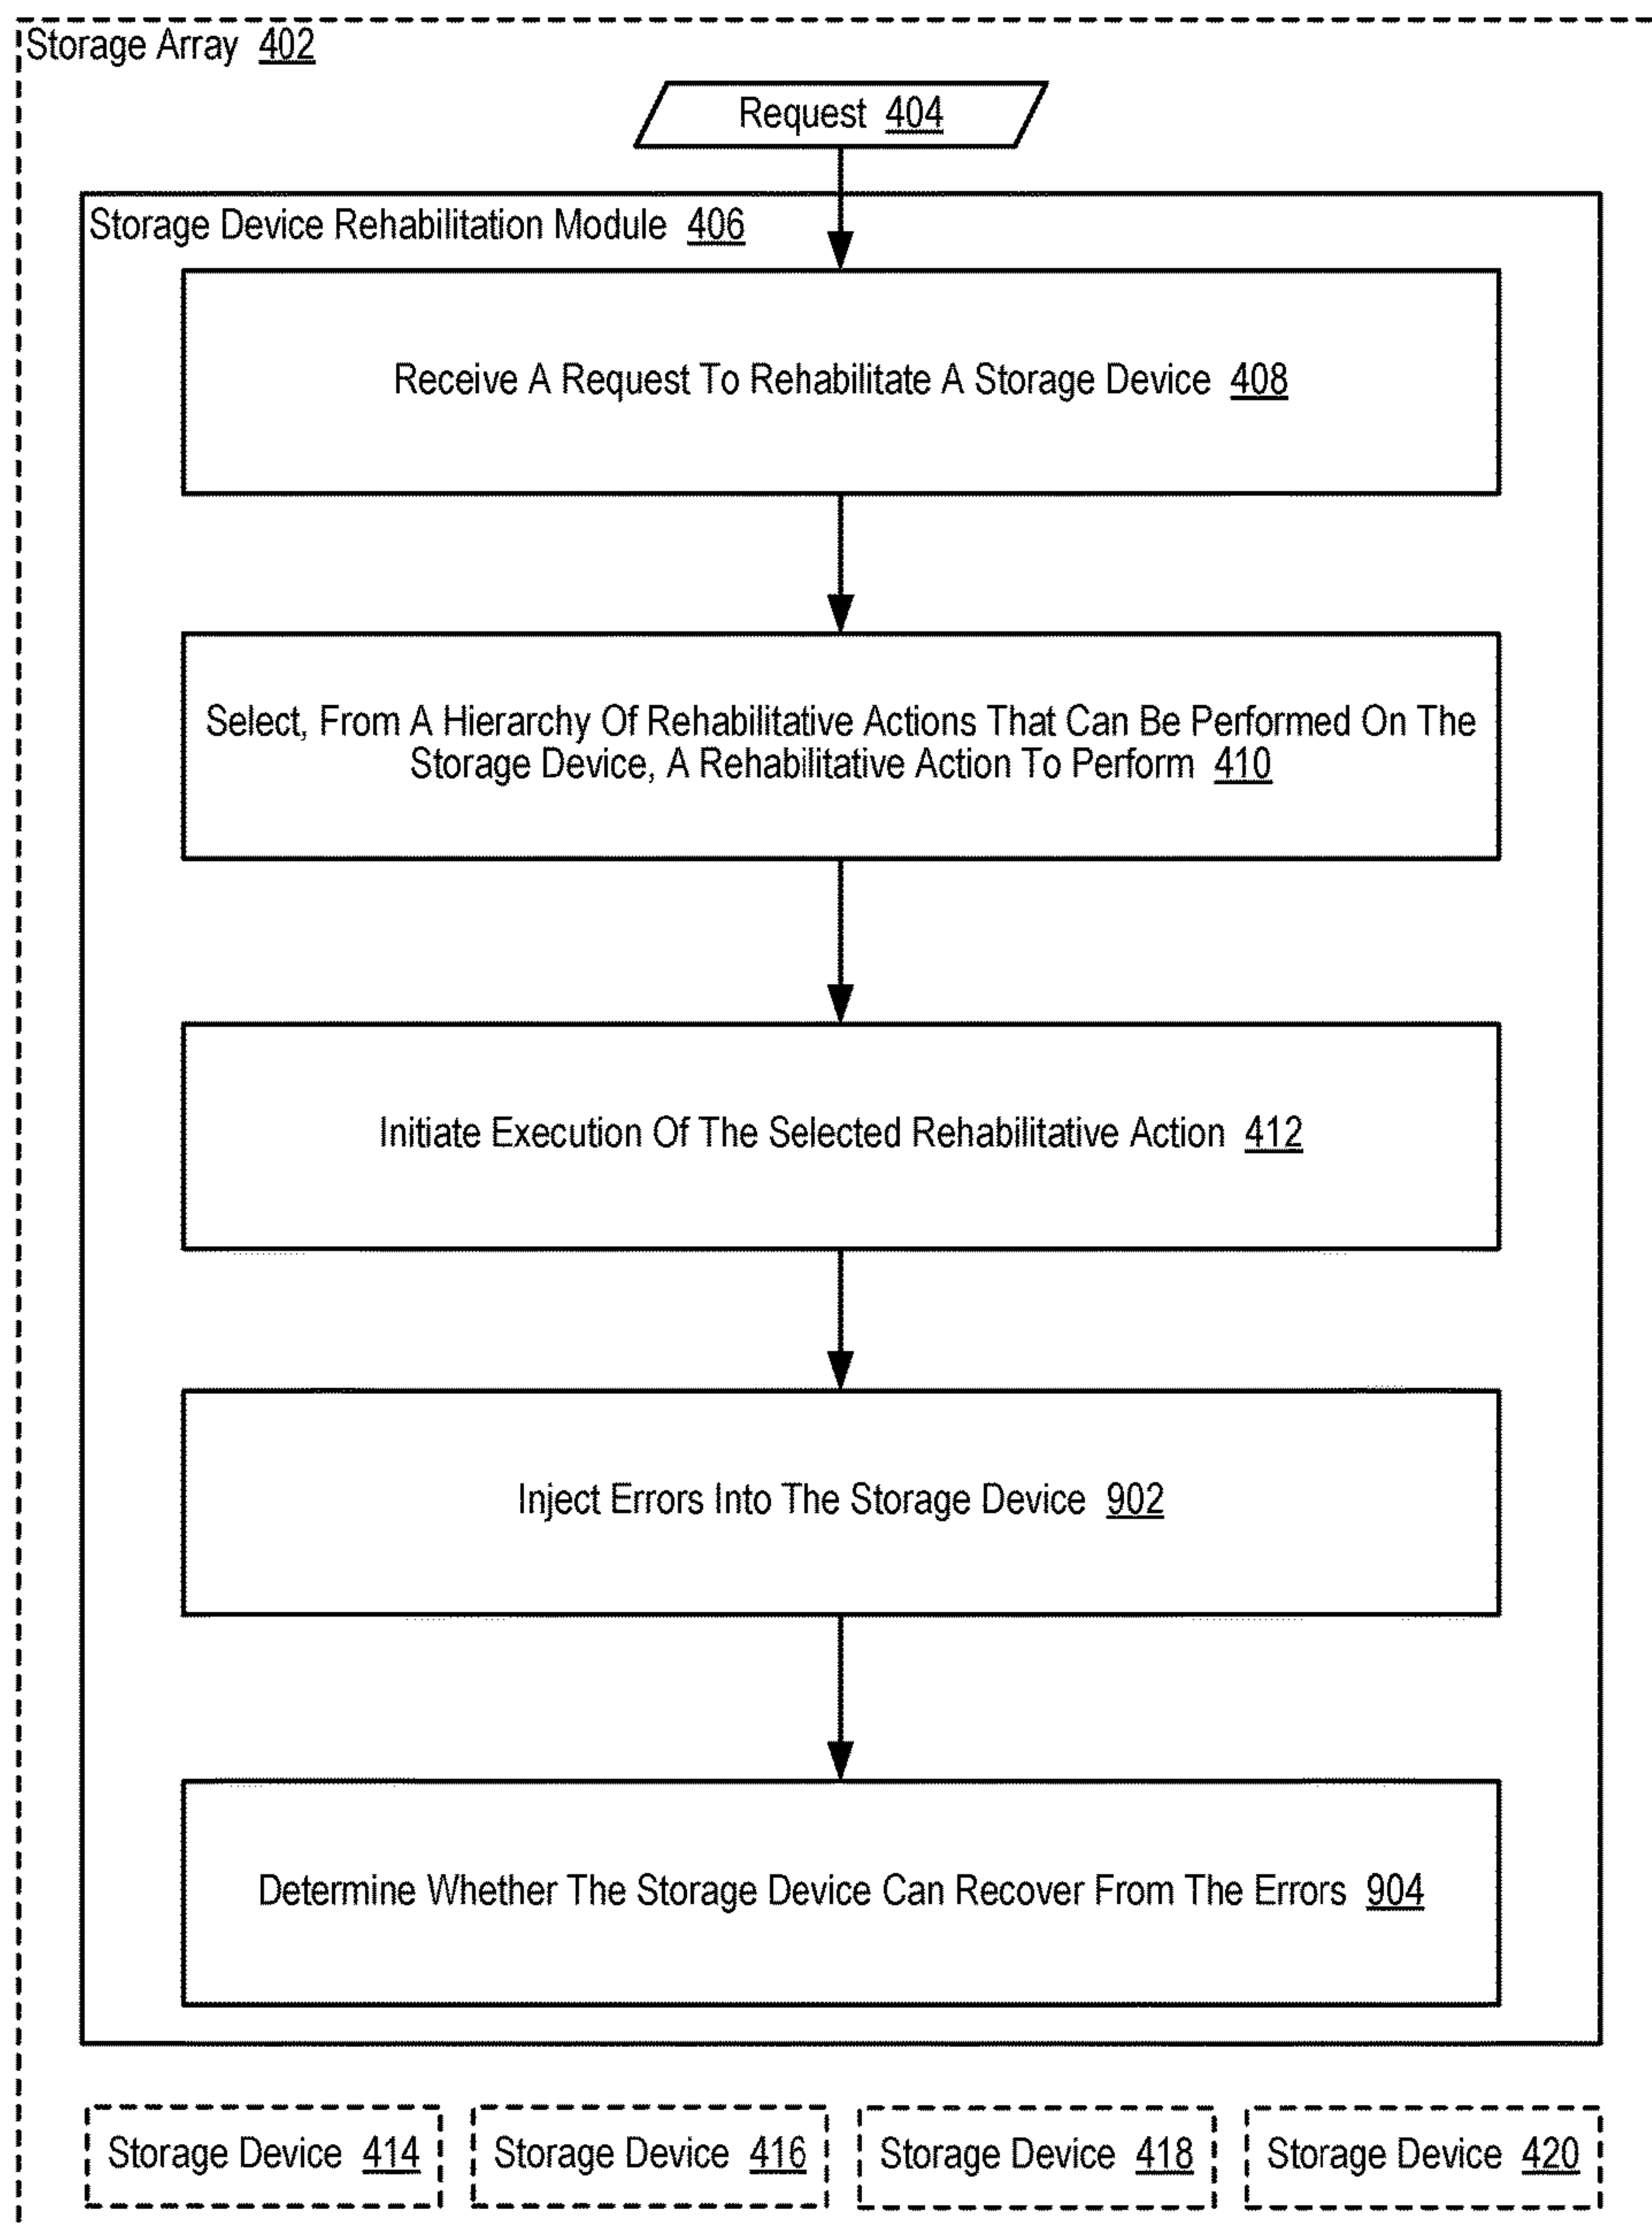 Storage Array 402
Request 404
Storage Device Rehabilitation Module 406
Receive A Request To Rehabilitate A Storage Device 408
Select, From A Hierarchy Of Rehabilitative Actions That Can Be Performed On The
Storage Device, A Rehabilitative Action To Perform 410
Initiate Execution Of The Selected Rehabilitative Action 412
Inject Errors Into The Storage Device 902
Determine Whether The Storage Device Can Recover From The Errors 904
Storage Device 414
Storage Device 416
Storage Device 418
Storage Device 420